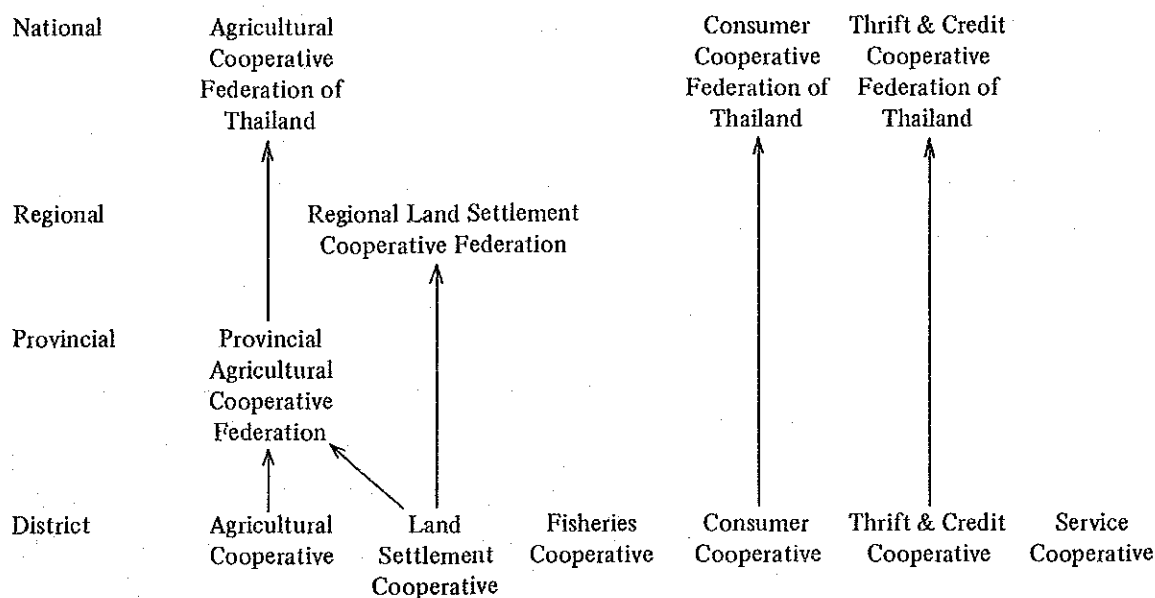 National
Agricultural
Cooperative
Federation of
Thailand
Consumer
Cooperative
Federation of
Thailand
Thrift & Credit
Cooperative
Federation of
Thailand
Regional
Regional Land Settlement
Cooperative Federation
Provincial
Provincial
Agricultural
Cooperative
Federation
District
Agricultural
Cooperative
Land
Settlement
Cooperative
Fisheries
Cooperative
Consumer
Cooperative
Thrift & Credit
Cooperative
Service
Cooperative